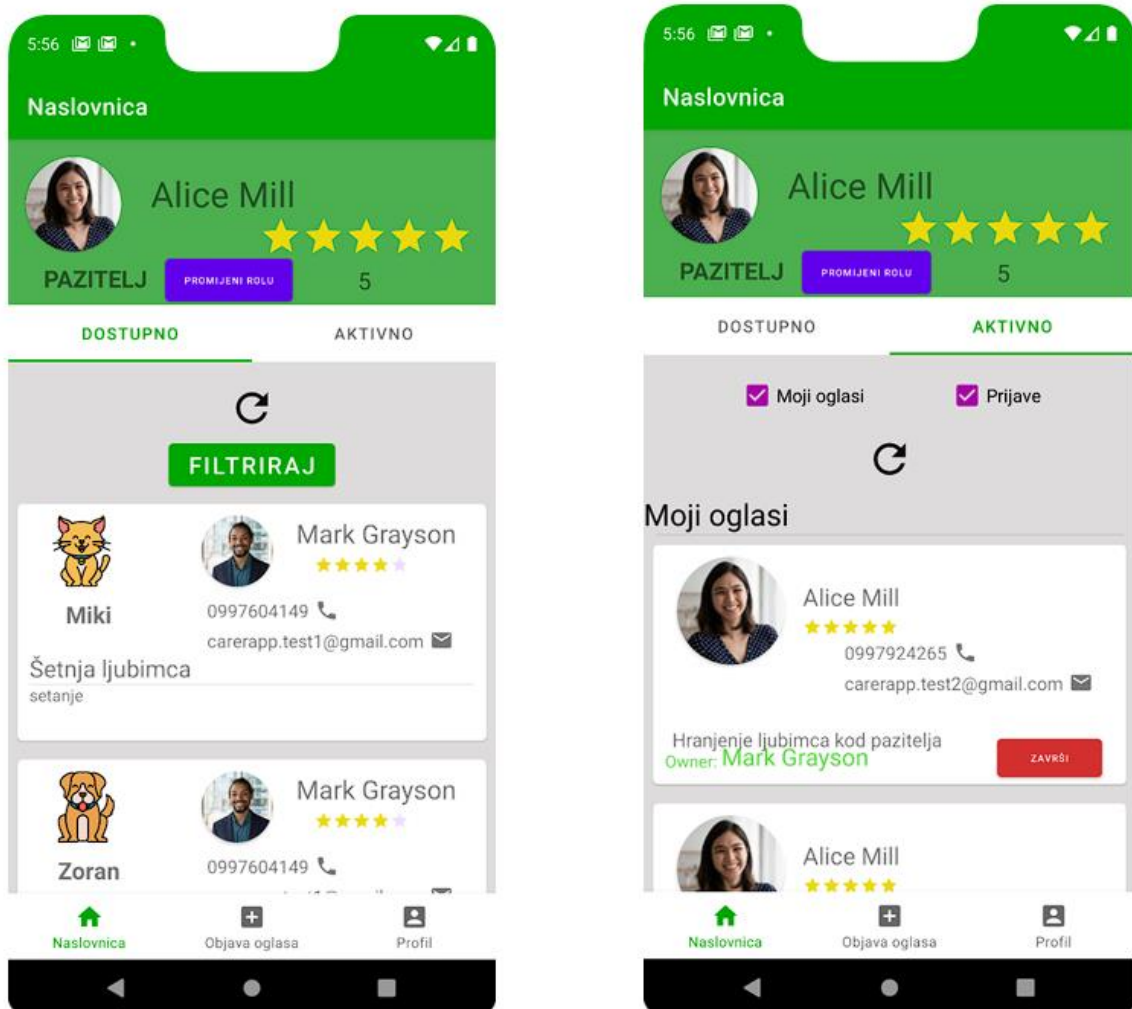 5:56
Naslovnica
Alice Mill
PAZITELJ
PROMIJENI ROLU
5
DOSTUPNO
AKTIVNO
FILTRIRAJ
Mark Grayson
Miki
0997604149
carerapp.test1@gmail.com
Šetnja ljubimca
setanje
Mark Grayson
Zoran
0997604149
Naslovnica
Objava oglasa
Profil
5:56
Naslovnica
Alice Mill
PAZITELJ
PROMIJENI ROLU
5
DOSTUPNO
AKTIVNO
Moji oglasi
Prijave
Moji oglasi
Alice Mill
0997924265
carerapp.test2@gmail.com
Hranjenje ljubimca kod pazitelja
Owner: Mark Grayson
ZAVRŠI
Alice Mill
Naslovnica
Objava oglasa
Profil